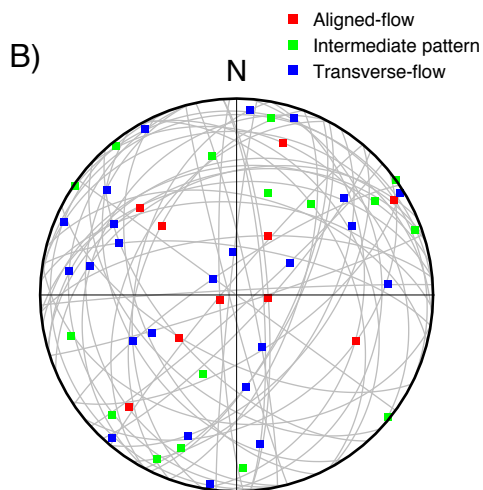 Aligned-flow
Intermediate pattern
Transverse-flow
B)
N